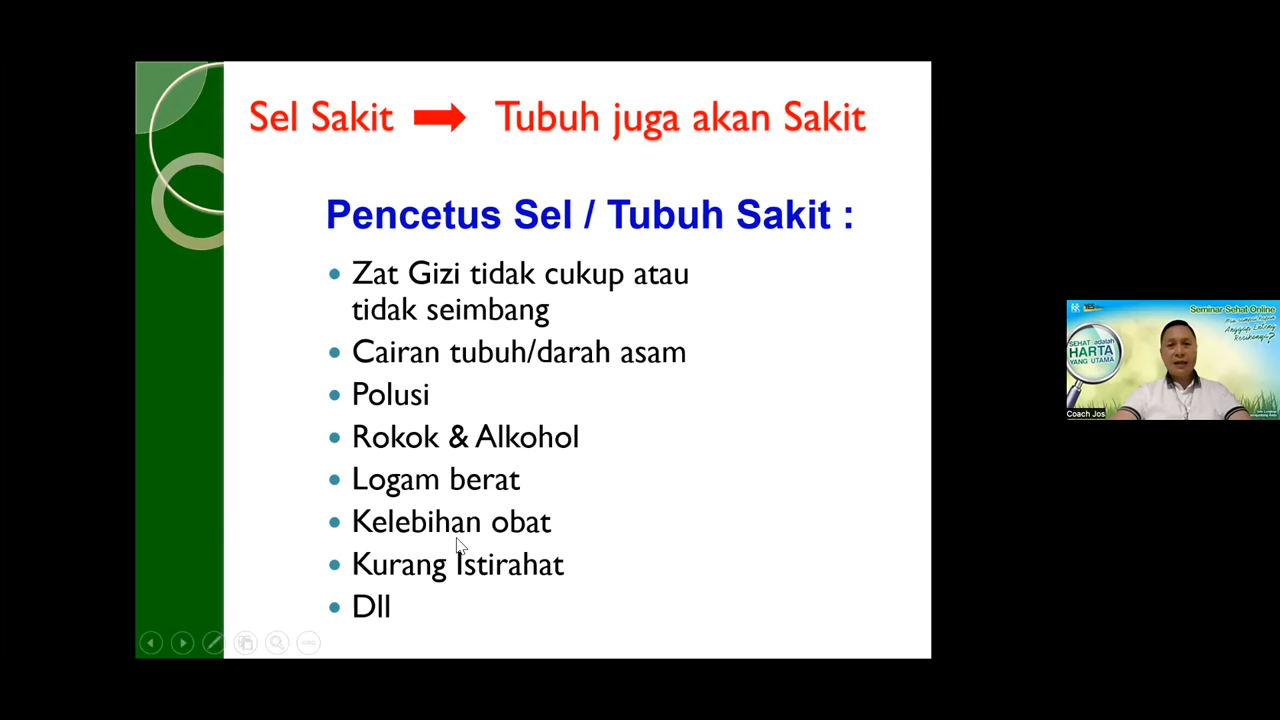 Sel Sakit Tubuh juga akan Sakit
Pencetus Sel / Tubuh Sakit :
• Zat Gizi tidak cukup atau
tidak seimbang
• Cairan tubuh/darah asam
• Polusi
• Rokok & Alkohol
• Logam berat
• Kelebihan obat
• Kurang Istirahat
• Dll
YES
Seminar Sehat Online
SEHAT adalah
HARTA
YANG UTAMA
Coach Jos